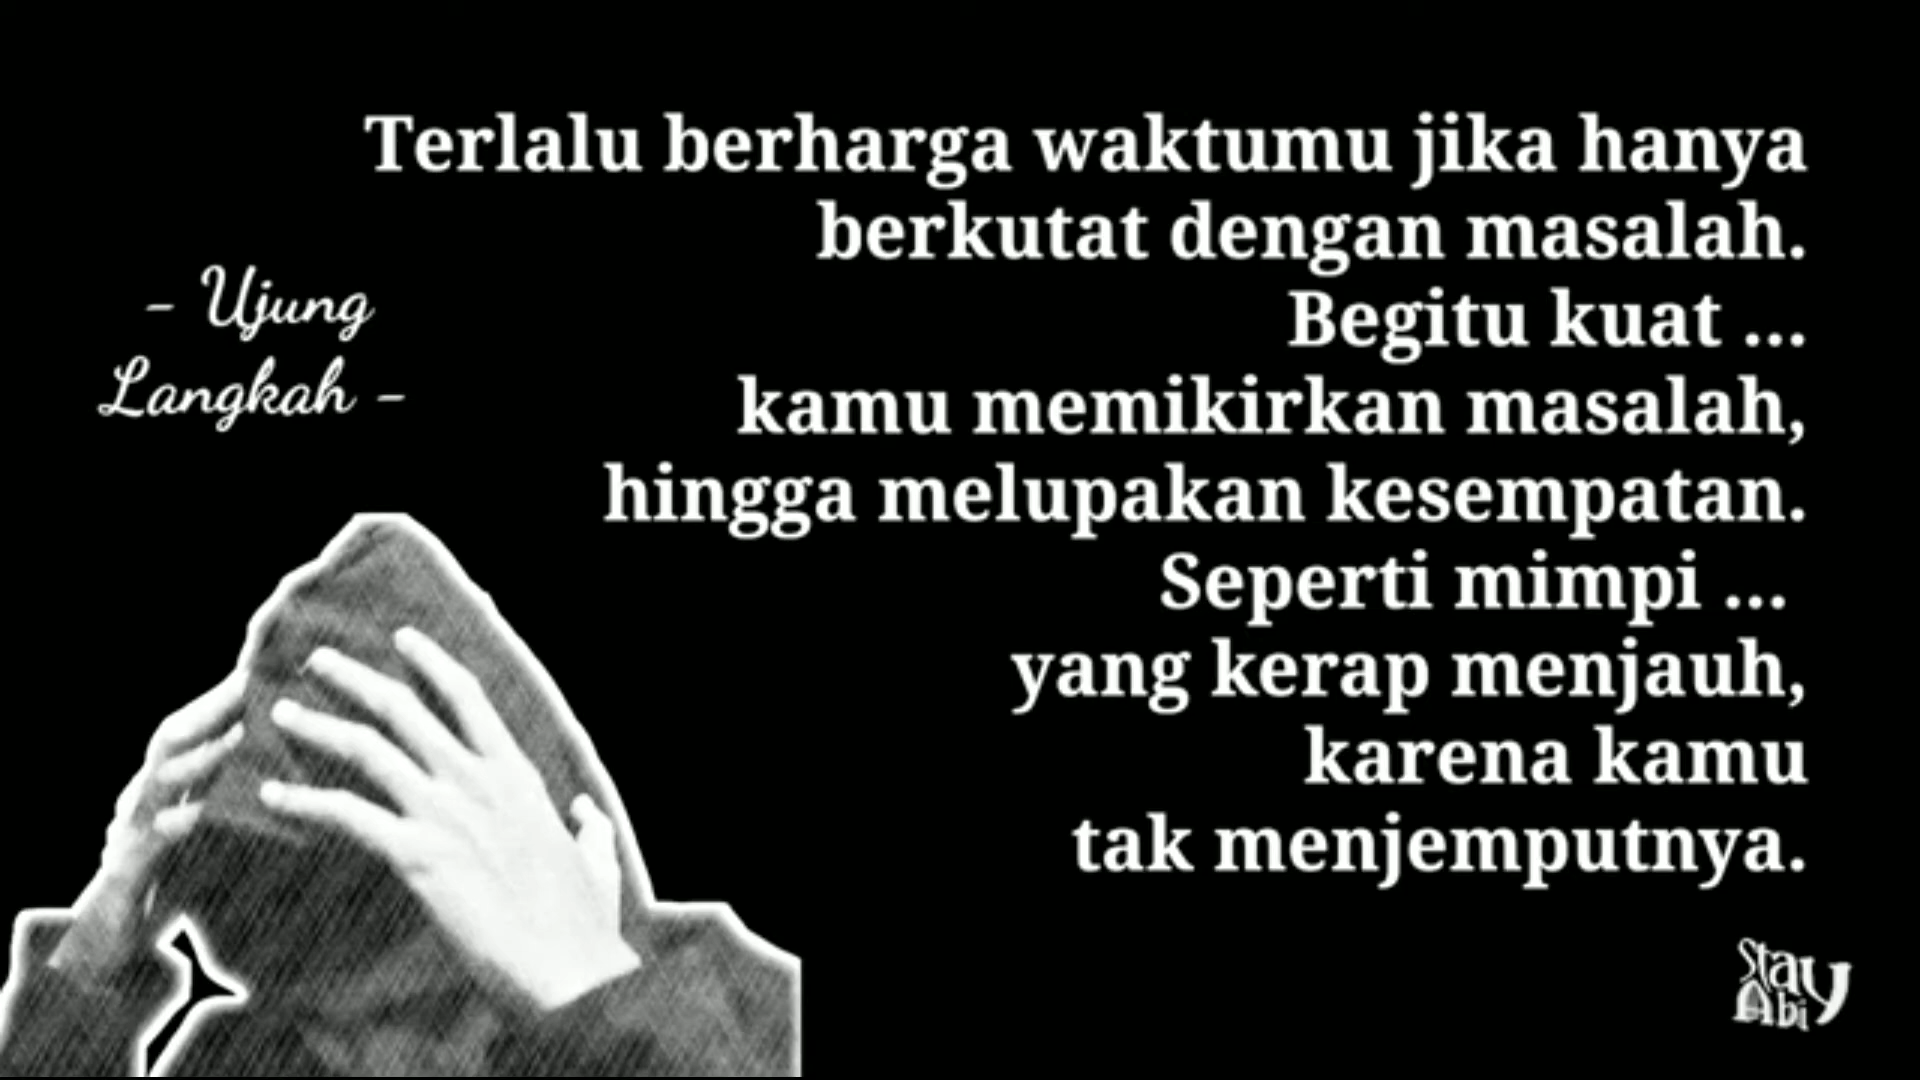 Terlalu berharga waktumu jika hanya
berkutat dengan masalah.
Begitu kuat ...
kamu memikirkan masalah,
hingga melupakan kesempatan.
Seperti mimpi ...
yang kerap menjauh,
karena kamu
tak menjemputnya.
- Ujung
Langkah -
Stay
Abi